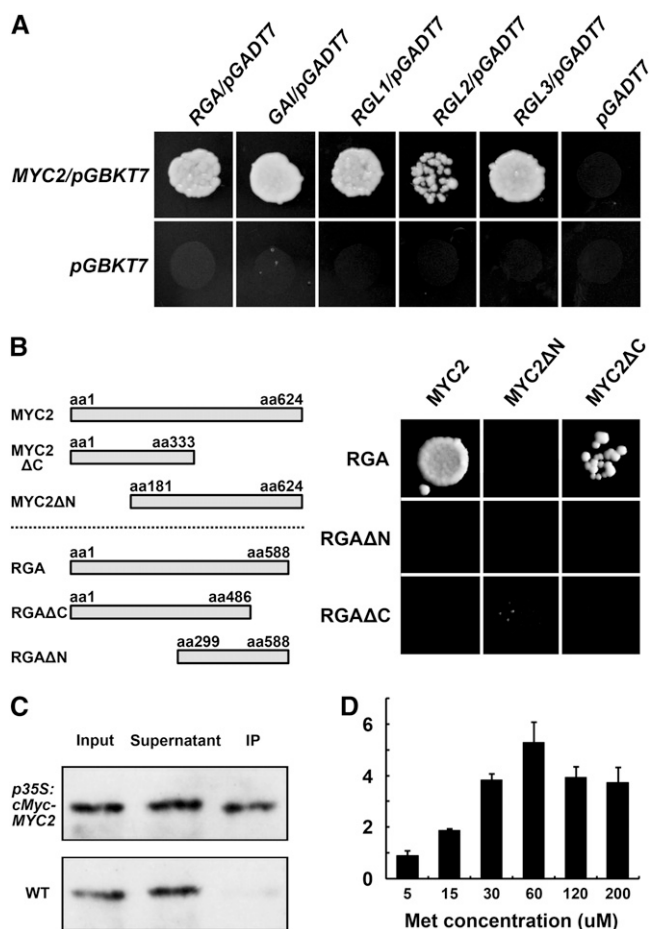 A
RGA/pGADT7
GAI/pGADT7
RGL1/pGADT7
RGL2/pGADT7
RGL3/pGADT7
pGADT7
MYC2/pGBKT7
pGBKT7
B
MYC2
aa1 aa624
MYC2
ΔC
aa1 aa333
MYC2ΔN
aa181 aa624
RGA
aa1 aa588
RGAΔC
aa1 aa486
RGAΔN
aa299 aa588
MYC2
MYC2ΔN
MYC2ΔC
RGA
RGAΔN
RGAΔC
C
Input Supernatant IP
p35S:
cMyc-
MYC2
WT
D
6
4
2
0
5 15 30 60 120 200
Met concentration (uM)